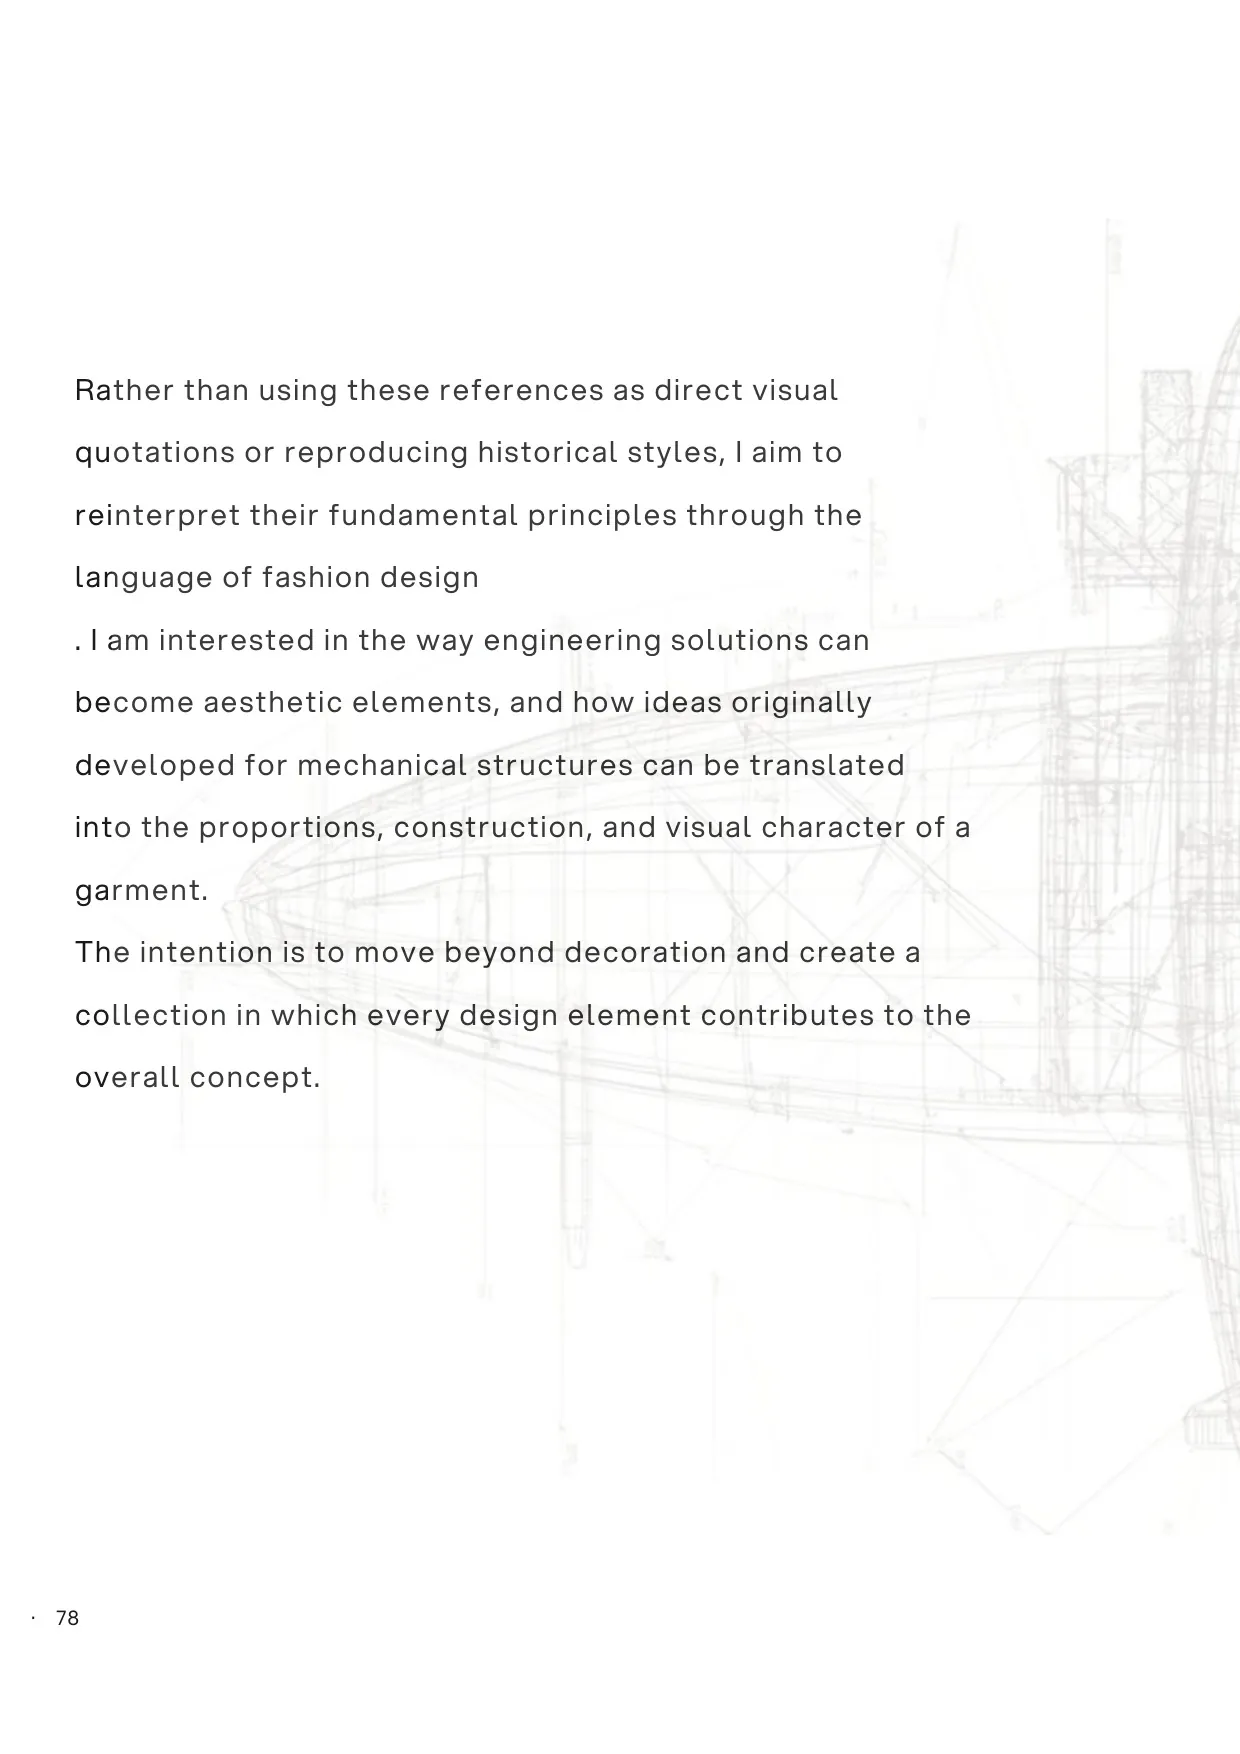 Rather than using these references as direct visual
quotations or reproducing historical styles, I aim to
reinterpret their fundamental principles through the
language of fashion design
. I am interested in the way engineering solutions can
become aesthetic elements, and how ideas originally
developed for mechanical structures can be translated
into the proportions, construction, and visual character of a
garment.
The intention is to move beyond decoration and create a
collection in which every design element contributes to the
overall concept.
· 78